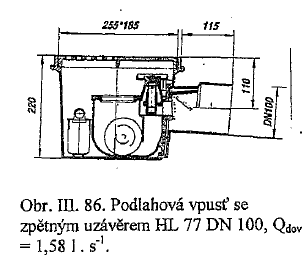 255*185
115
220
110
DN100
Obr. III. 86. Podlahová vpusť se
zpětným uzávěrem HL 77 DN 100, Qdov
= 1,58 l . s-1.